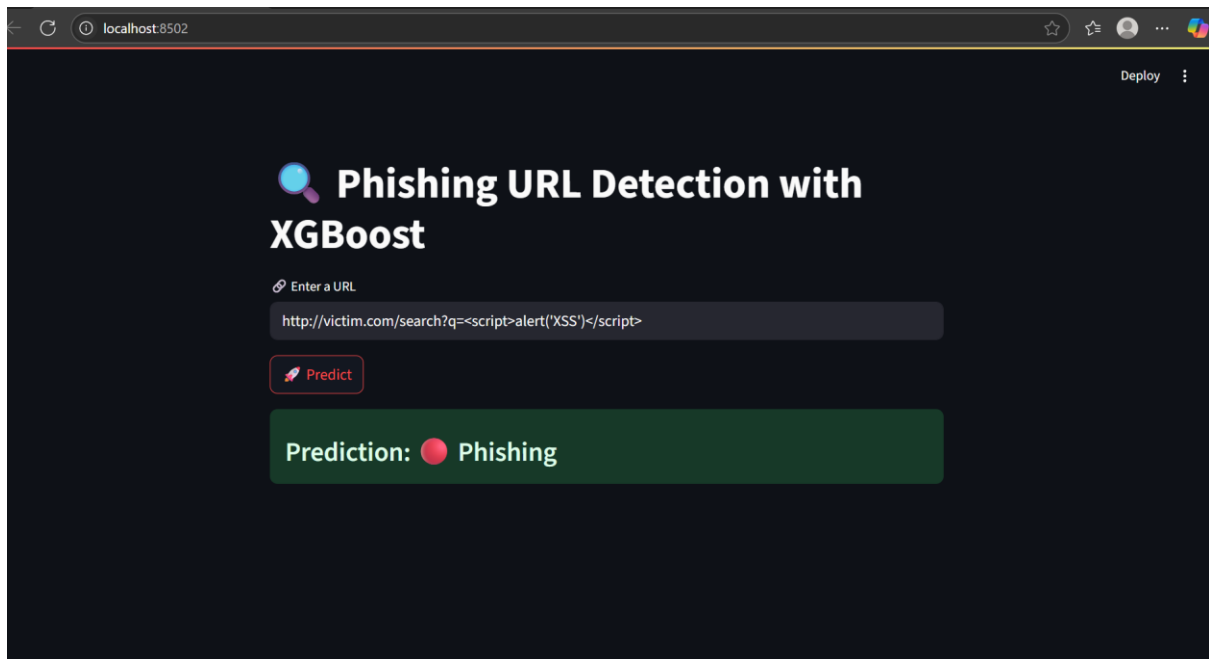 localhost:8502
Deploy
🔍 Phishing URL Detection with
XGBoost
🔗 Enter a URL
http://victim.com/search?q=<script>alert('XSS')</script>
🚀 Predict
Prediction: 🔴 Phishing